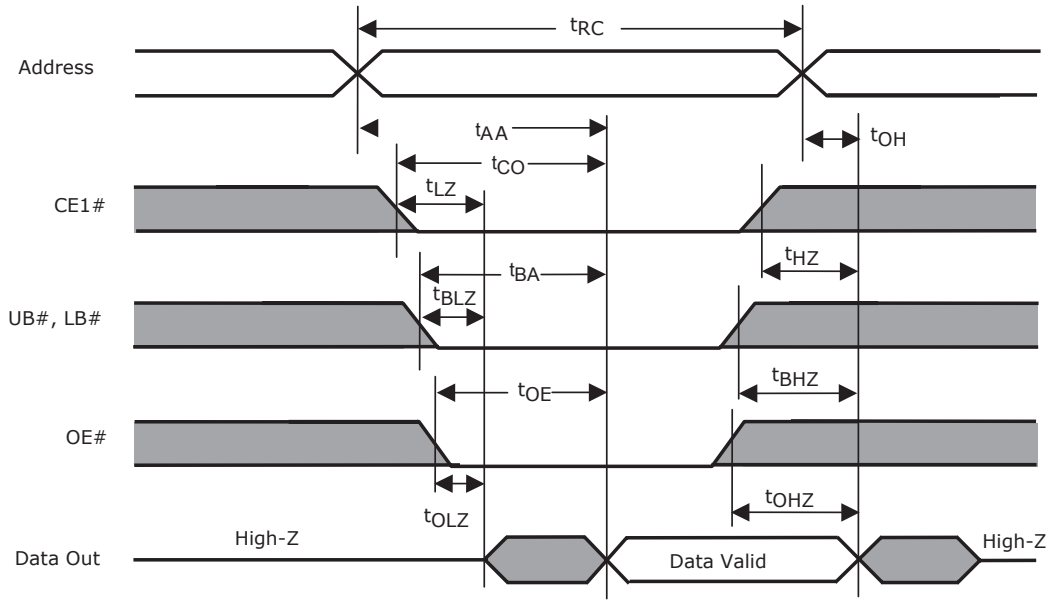 tRC
Address
tAA
tOH
tCO
tLZ
CE1#
tHZ
tBA
tBLZ
UB#, LB#
tBHZ
tOE
OE#
tOHZ
tOLZ
High-Z
High-Z
Data Out
Data Valid